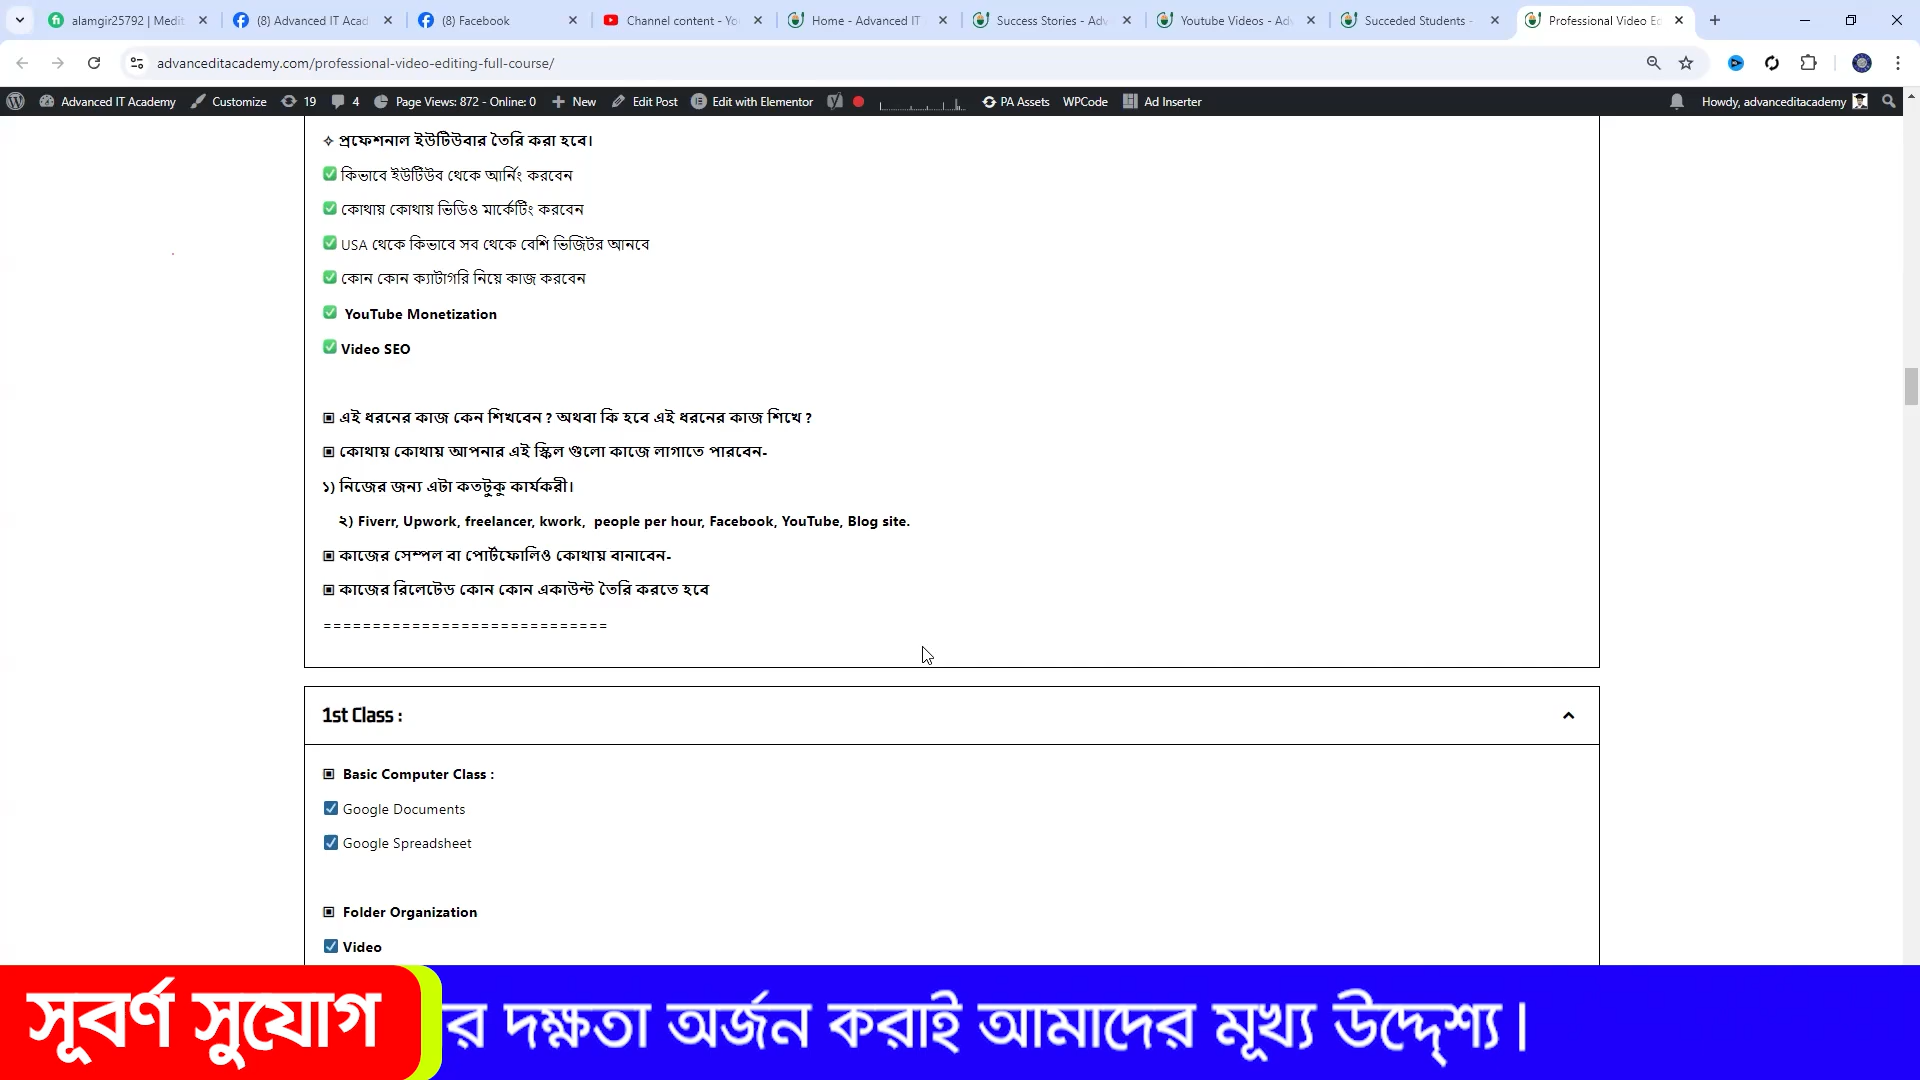 alamgir25792 | Medit
(8) Advanced IT Acad
(8) Facebook
Channel content - Yo
Home - Advanced IT
Success Stories - Adv
Youtube Videos - Adv
Succeded Students -
Professional Video Ed
advanceditacademy.com/professional-video-editing-full-course/
Advanced IT Academy
Customize
19
4
Page Views: 872 - Online: 0
New
Edit Post
Edit with Elementor
PA Assets
WPCode
Ad Inserter
Howdy, advanceditacademy
✧ প্রফেশনাল ইউটিউবার তৈরি করা হবে।
✅ কিভাবে ইউটিউব থেকে আর্নিং করবেন
✅ কোথায় কোথায় ভিডিও মার্কেটিং করবেন
✅ USA থেকে কিভাবে সব থেকে বেশি ভিজিটর আনবে
✅ কোন কোন ক্যাটাগরি নিয়ে কাজ করবেন
✅ YouTube Monetization
✅ Video SEO
▣ এই ধরনের কাজ কেন শিখবেন ? অথবা কি হবে এই ধরনের কাজ শিখে ?
▣ কোথায় কোথায় আপনার এই স্কিল গুলো কাজে লাগাতে পারবেন-
১) নিজের জন্য এটা কতটুকু কার্যকরী।
২) Fiverr, Upwork, freelancer, kwork, people per hour, Facebook, YouTube, Blog site.
▣ কাজের সেম্পল বা পোর্টফোলিও কোথায় বানাবেন-
▣ কাজের রিলেটেড কোন কোন একাউন্ট তৈরি করতে হবে
=============================
1st Class :
▣ Basic Computer Class :
☑ Google Documents
☑ Google Spreadsheet
▣ Folder Organization
☑ Video
সূবর্ণ সুযোগ
র দক্ষতা অর্জন করাই আমাদের মূখ্য উদ্দেশ্য।